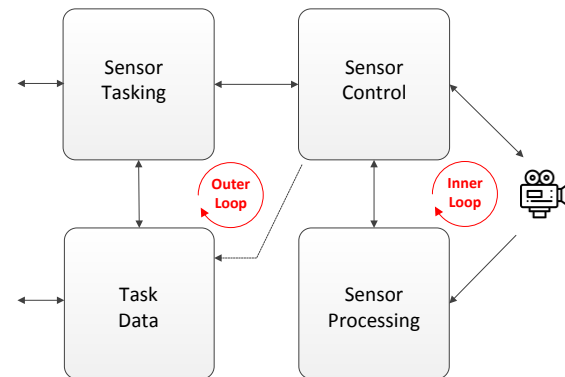 Sensor
Tasking
Sensor
Control
Outer
Loop
Inner
Loop
Task
Data
Sensor
Processing